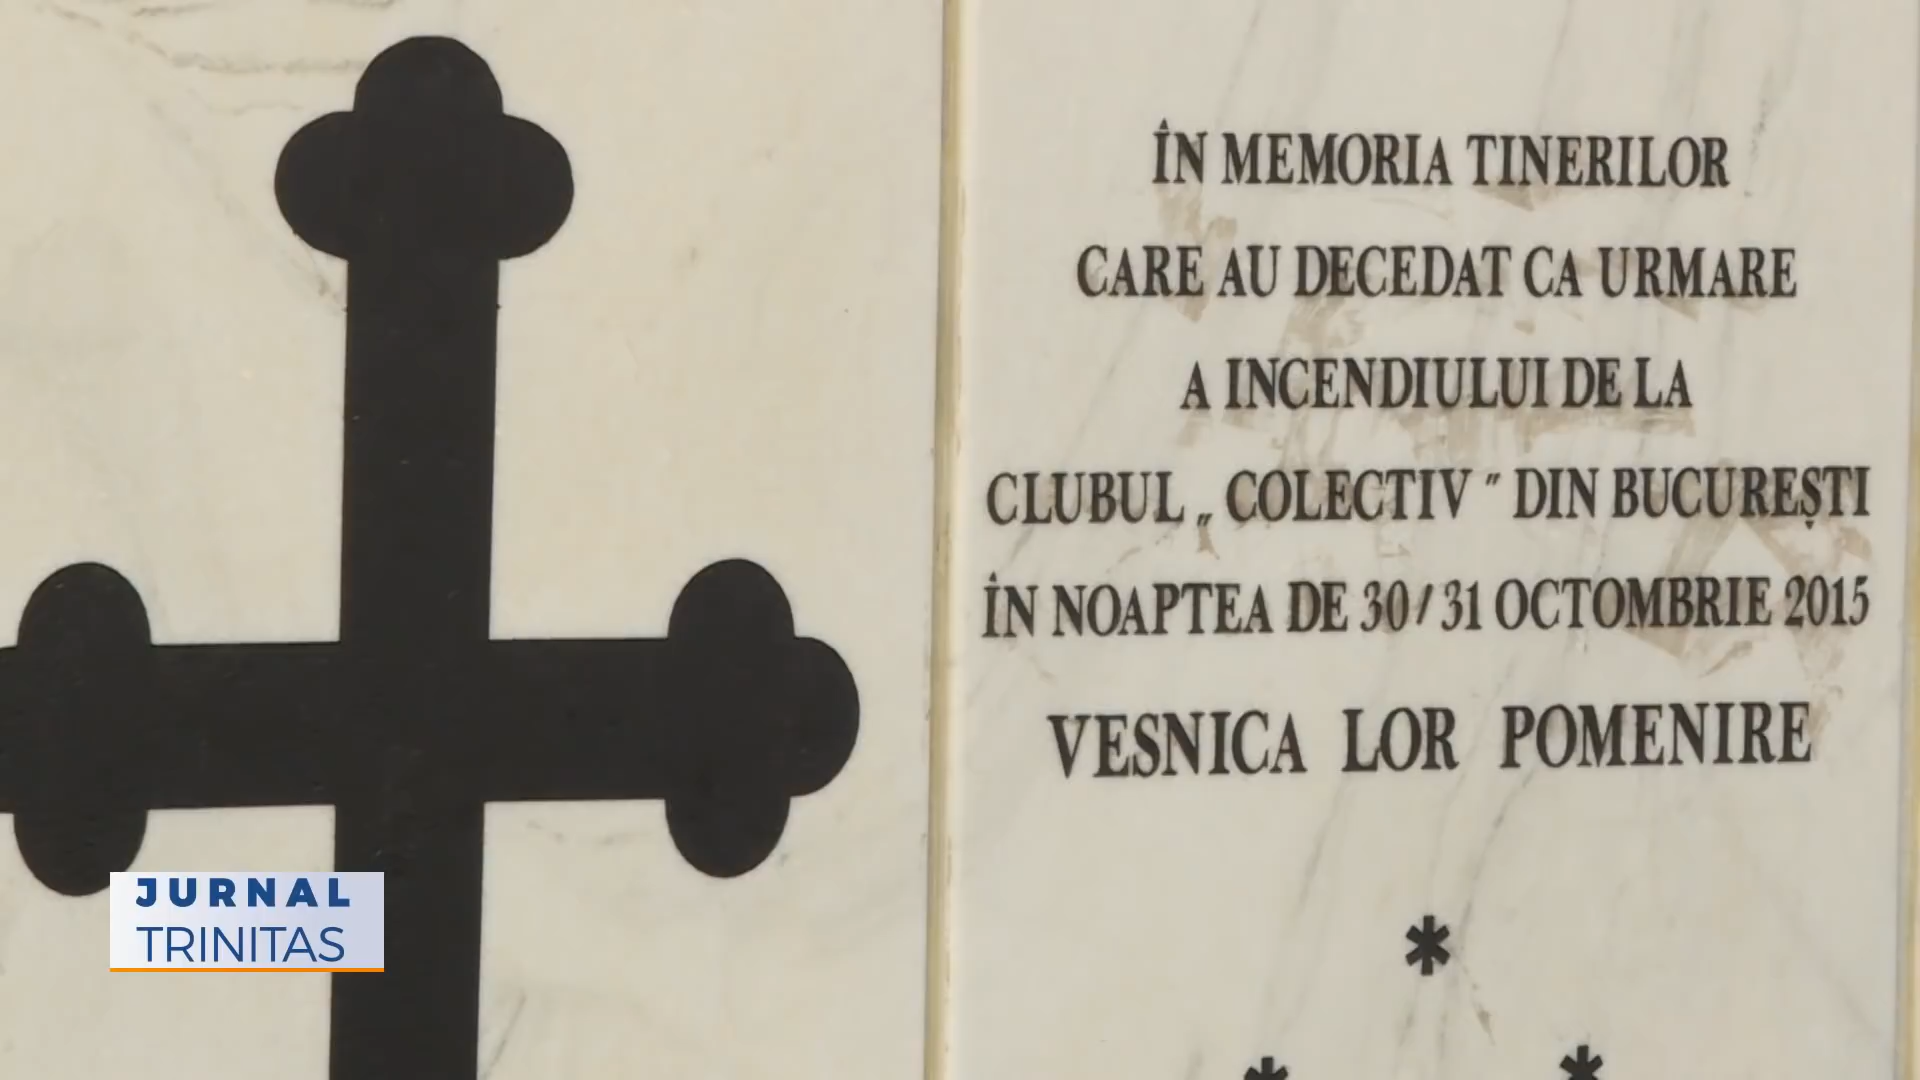 ÎN MEMORIA TINERILOR
CARE AU DECEDAT CA URMARE
A INCENDIULUI DE LA
CLUBUL „ COLECTIV ” DIN BUCUREȘTI
ÎN NOAPTEA DE 30 / 31 OCTOMBRIE 2015
VESNICA LOR POMENIRE
*
* *
JURNAL
TRINITAS